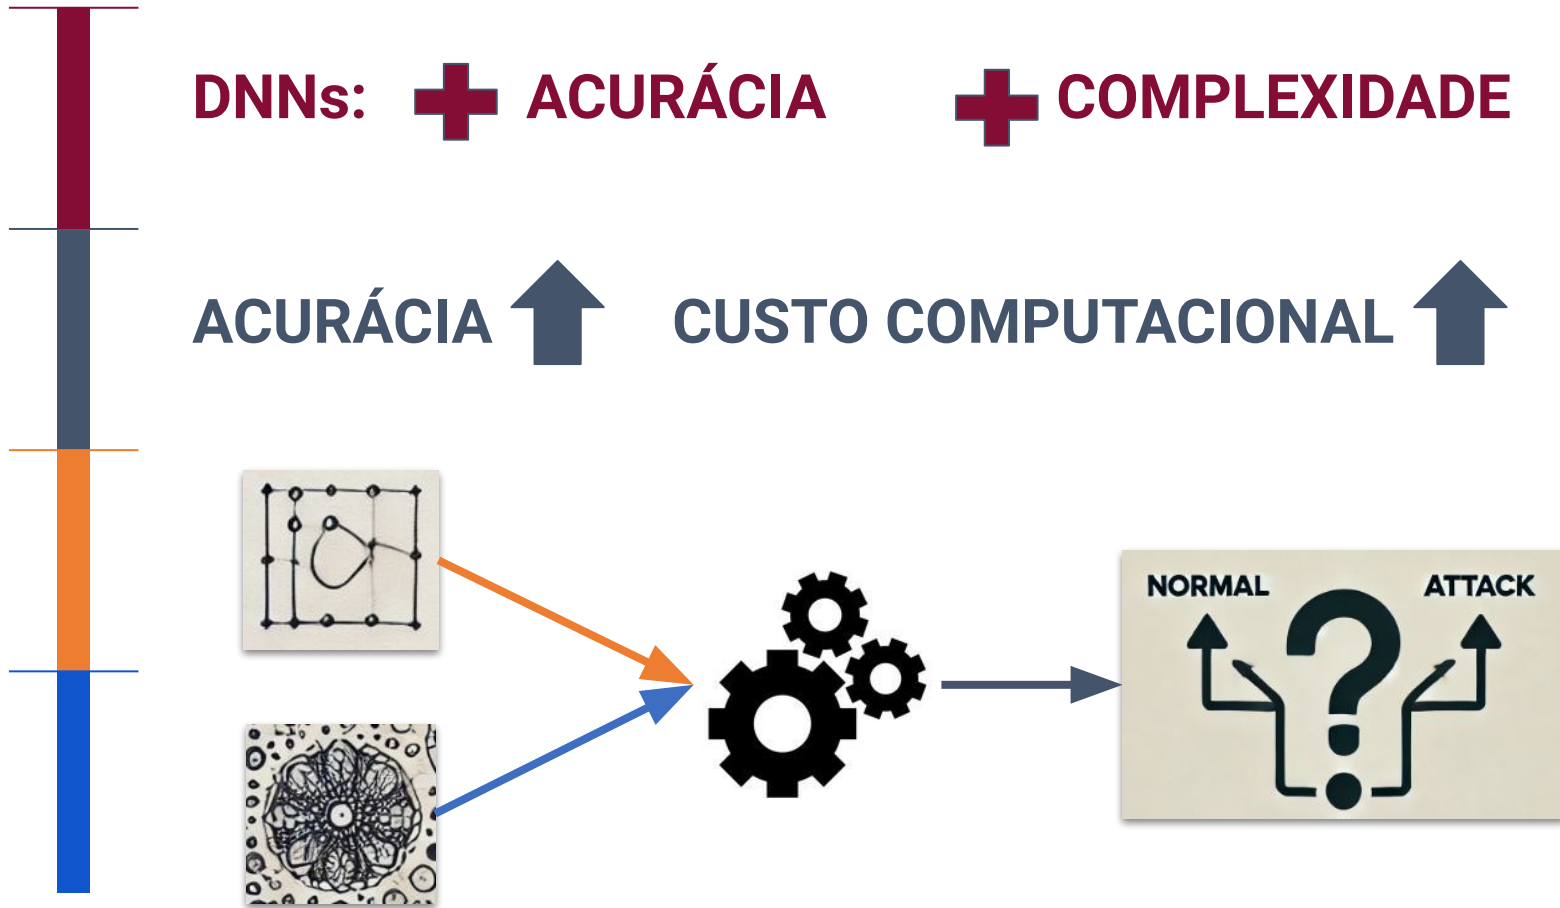 DNNs: ACURÁCIA COMPLEXIDADE
ACURÁCIA CUSTO COMPUTACIONAL
NORMAL ATTACK